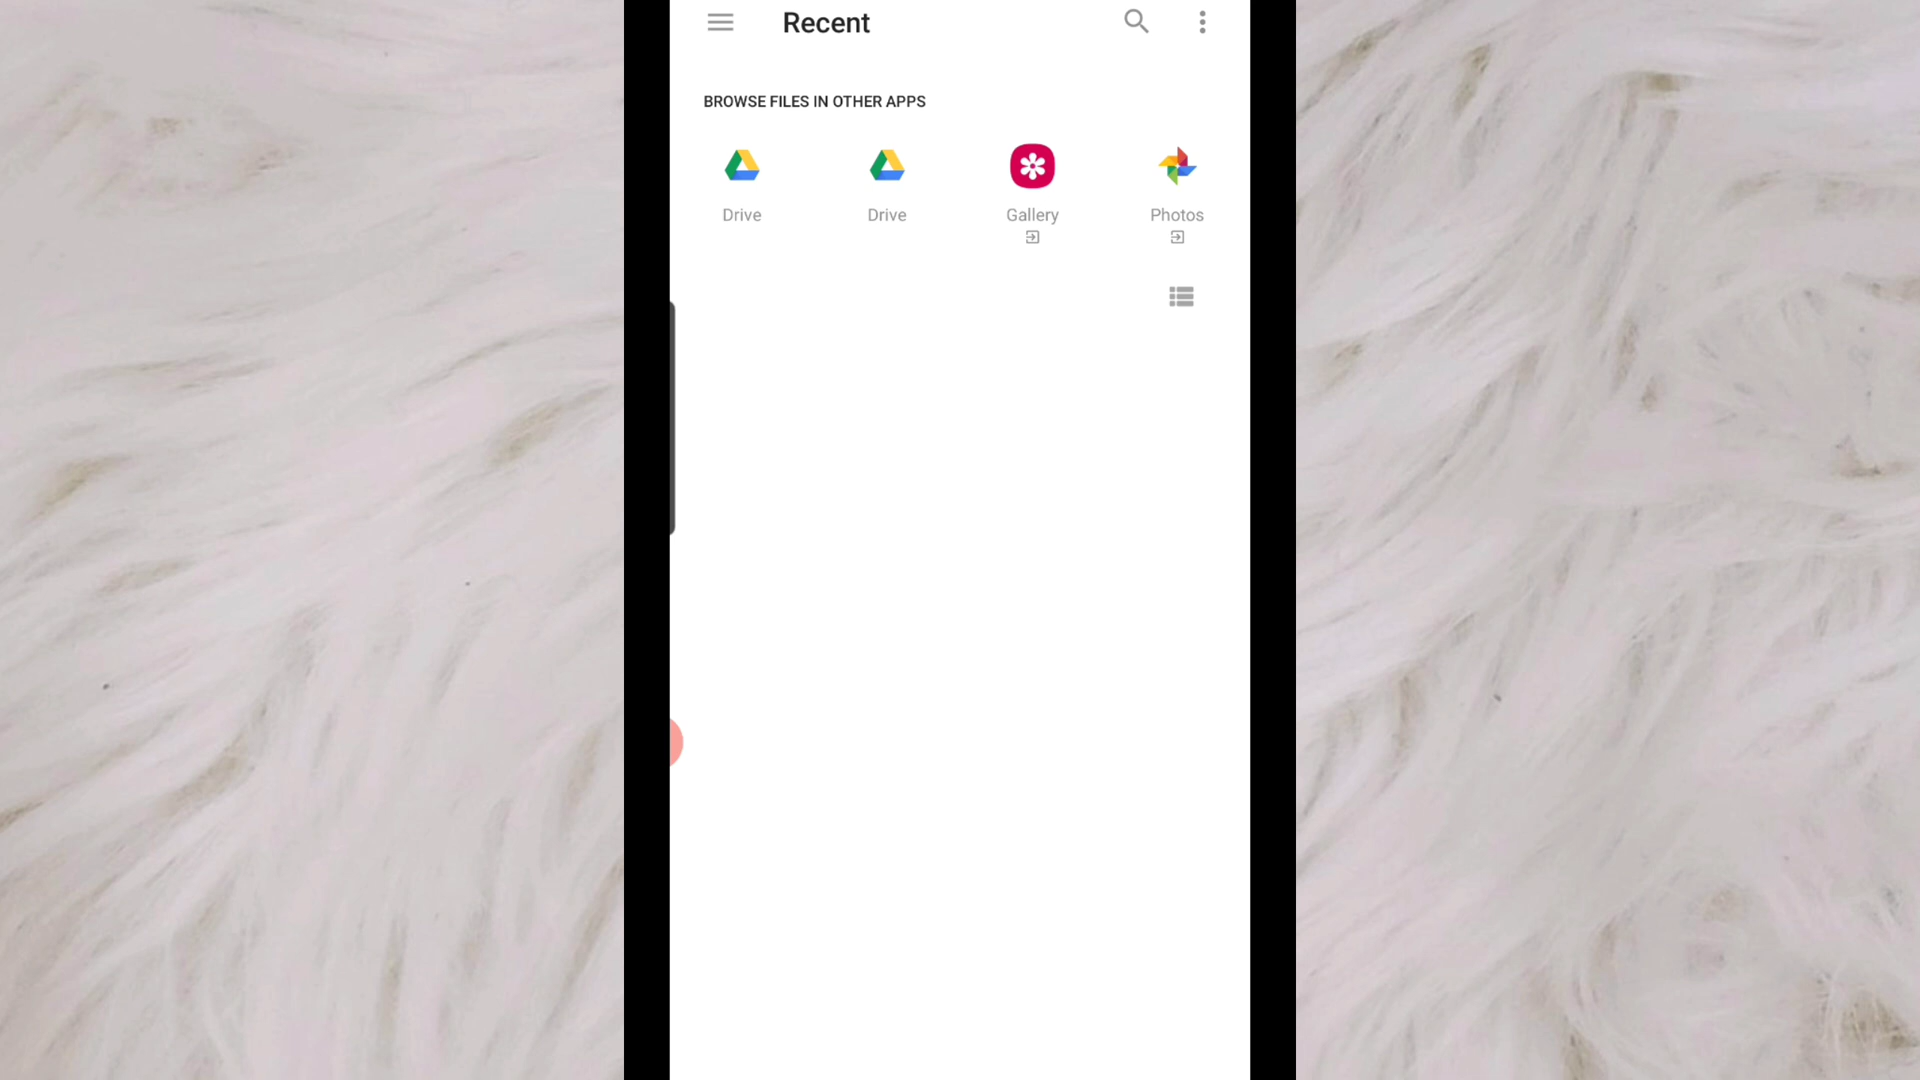 Recent
BROWSE FILES IN OTHER APPS
Drive
Drive
Gallery
Photos